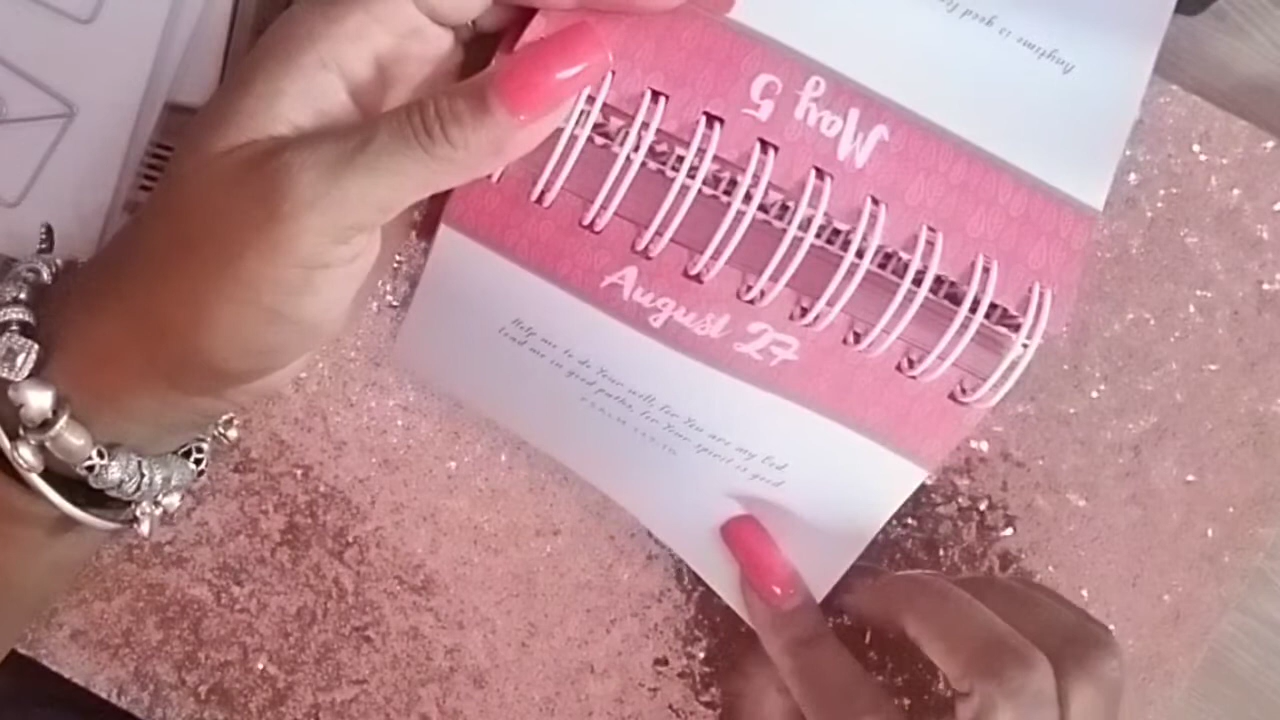 Anytime is good for
May 5
August 27
Help me to do Your will, for You are my God.
Lead me in good paths, for Your Spirit is good